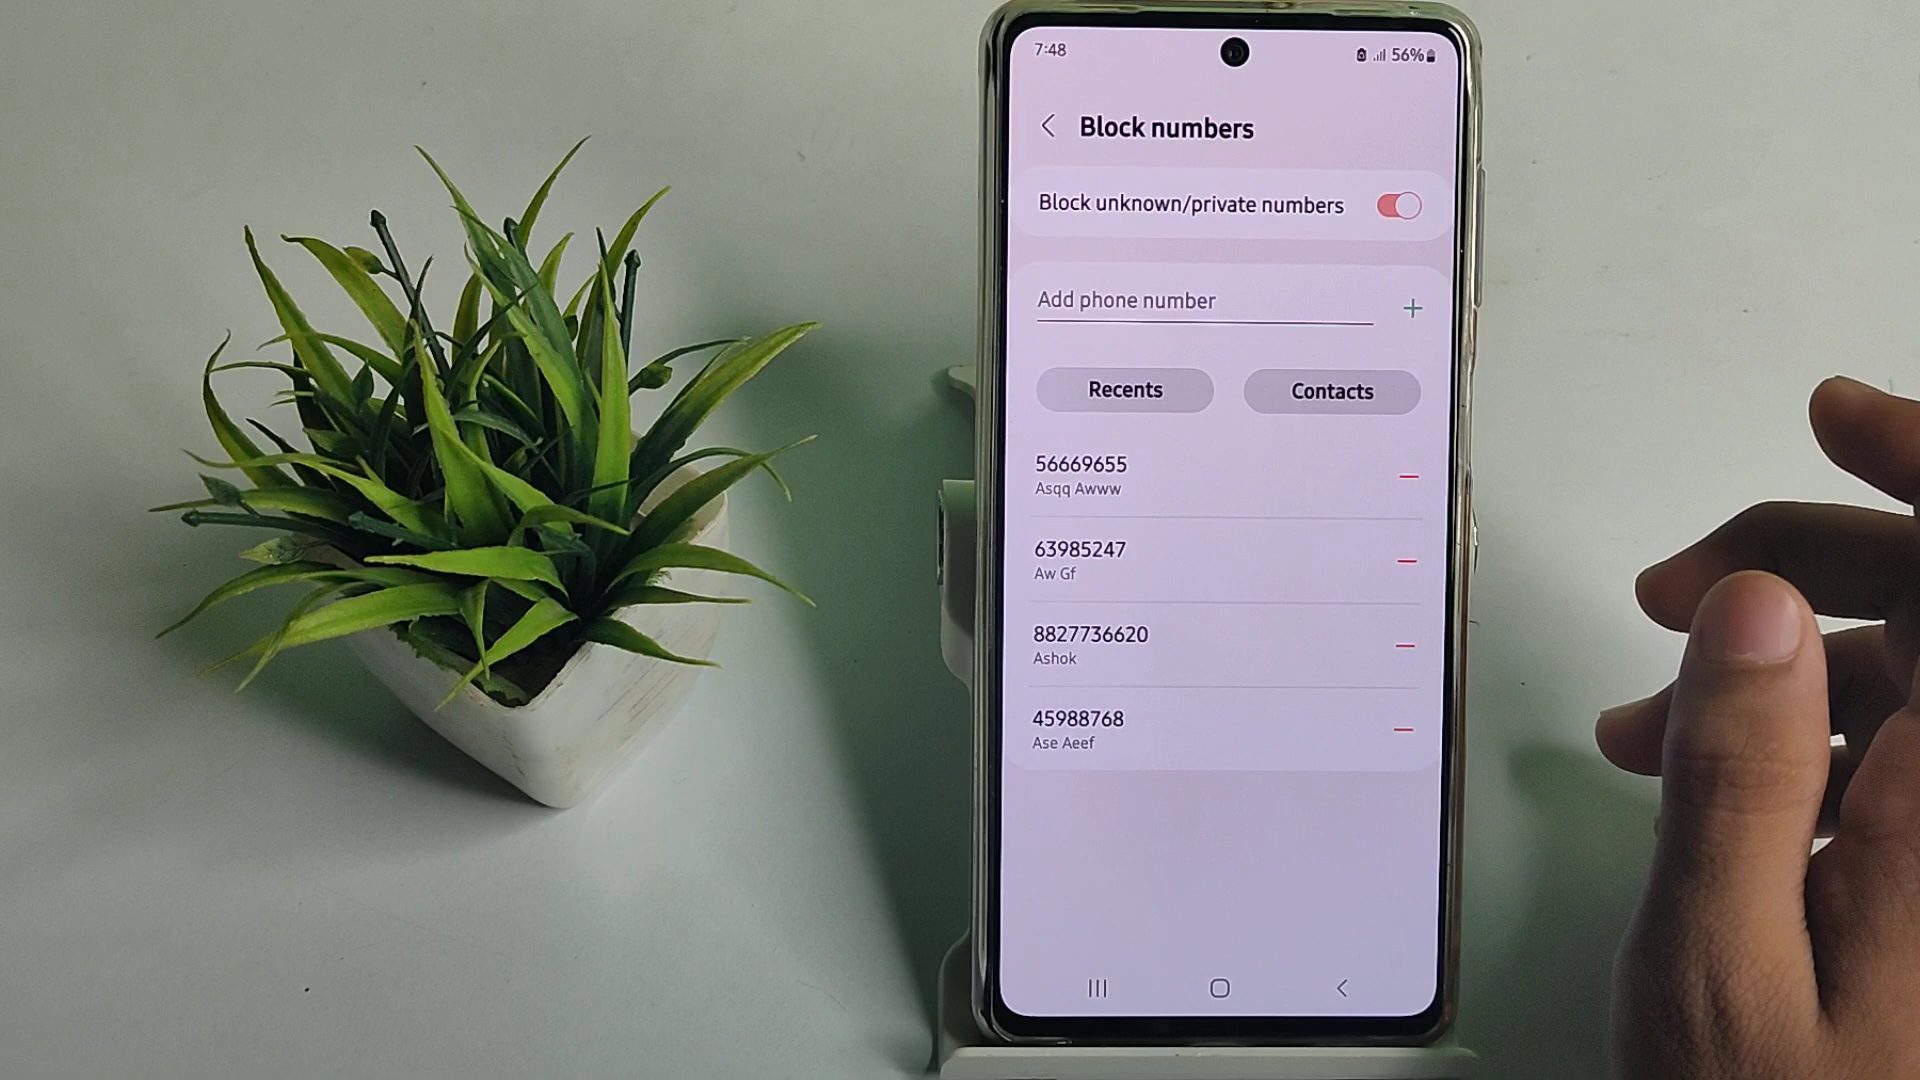 7:48
56%
Block numbers
Block unknown/private numbers
Add phone number
Recents
Contacts
56669655
Asqq Awww
63985247
Aw Gf
8827736620
Ashok
45988768
Ase Aeef